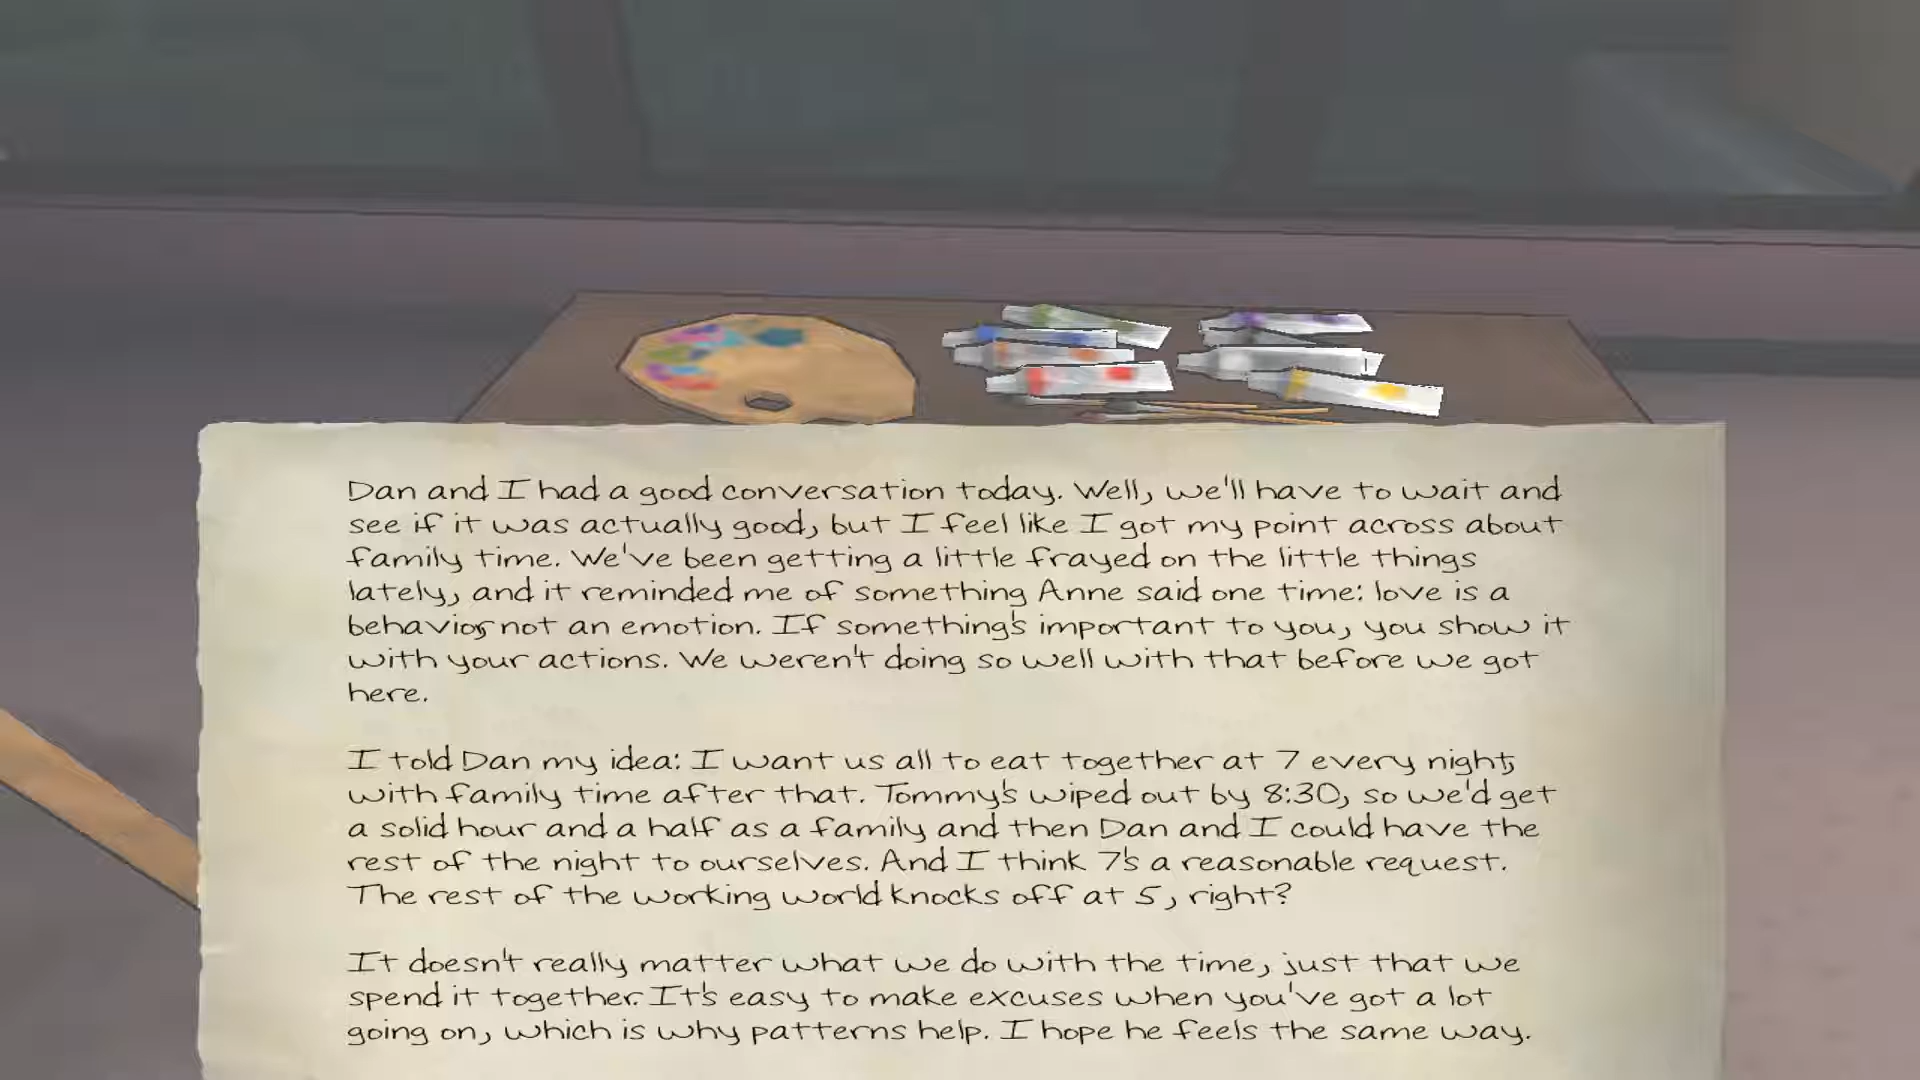 Dan and I had a good conversation today. Well, we'll have to wait and
see if it was actually good, but I feel like I got my point across about
family time. We've been getting a little frayed on the little things
lately, and it reminded me of something Anne said one time: love is a
behavior, not an emotion. If something's important to you, you show it
with your actions. We weren't doing so well with that before we got
here.
I told Dan my idea: I want us all to eat together at 7 every night,
with family time after that. Tommy's wiped out by 8:30, so we'd get
a solid hour and a half as a family and then Dan and I could have the
rest of the night to ourselves. And I think 7's a reasonable request.
The rest of the working world knocks off at 5, right?
It doesn't really matter what we do with the time, just that we
spend it together. It's easy to make excuses when you've got a lot
going on, which is why patterns help. I hope he feels the same way.